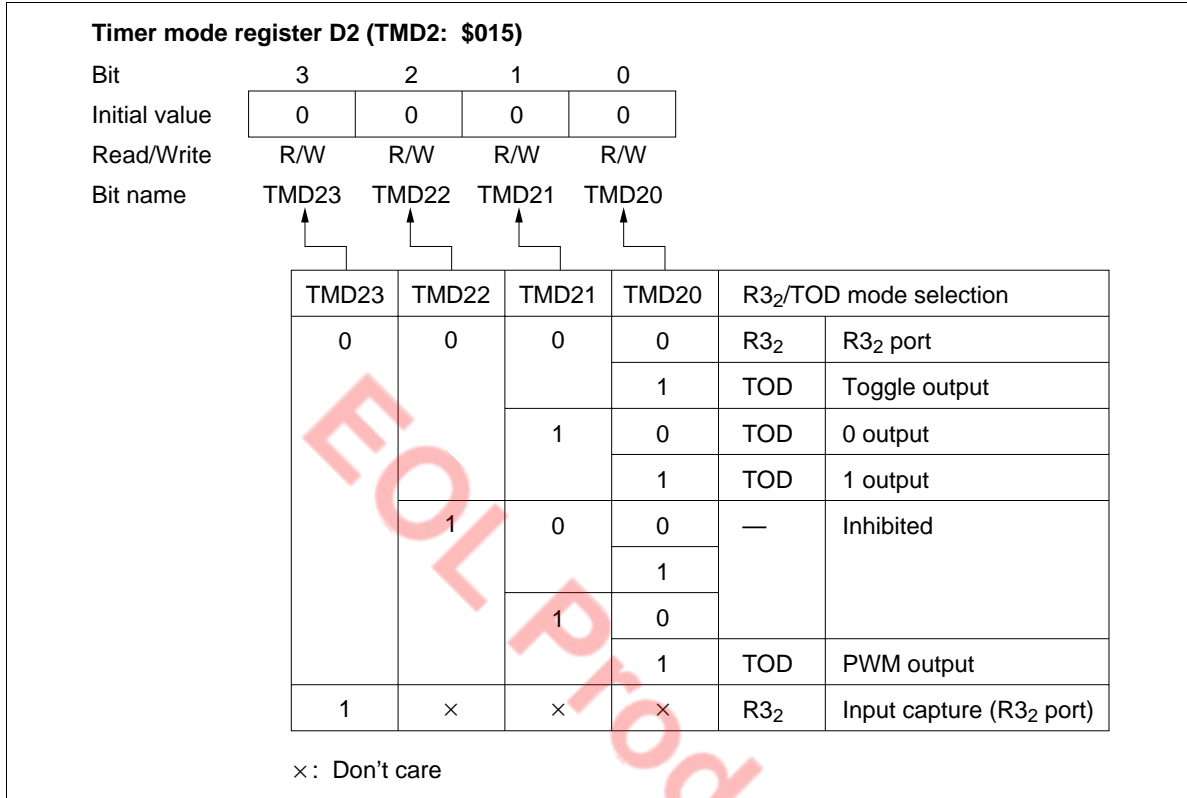 Timer mode register D2 (TMD2: $015)
Bit 3 2 1 0
Initial value 0 0 0 0
Read/Write R/W R/W R/W R/W
Bit name TMD23 TMD22 TMD21 TMD20
TMD23 TMD22 TMD21 TMD20 R3₂/TOD mode selection
0 0 0 0 R3₂ R3₂ port
1 TOD Toggle output
1 0 TOD 0 output
1 TOD 1 output
1 0 0 — Inhibited
1
1 0
1 TOD PWM output
1 × × × R3₂ Input capture (R3₂ port)
×: Don't care
EOL Prod